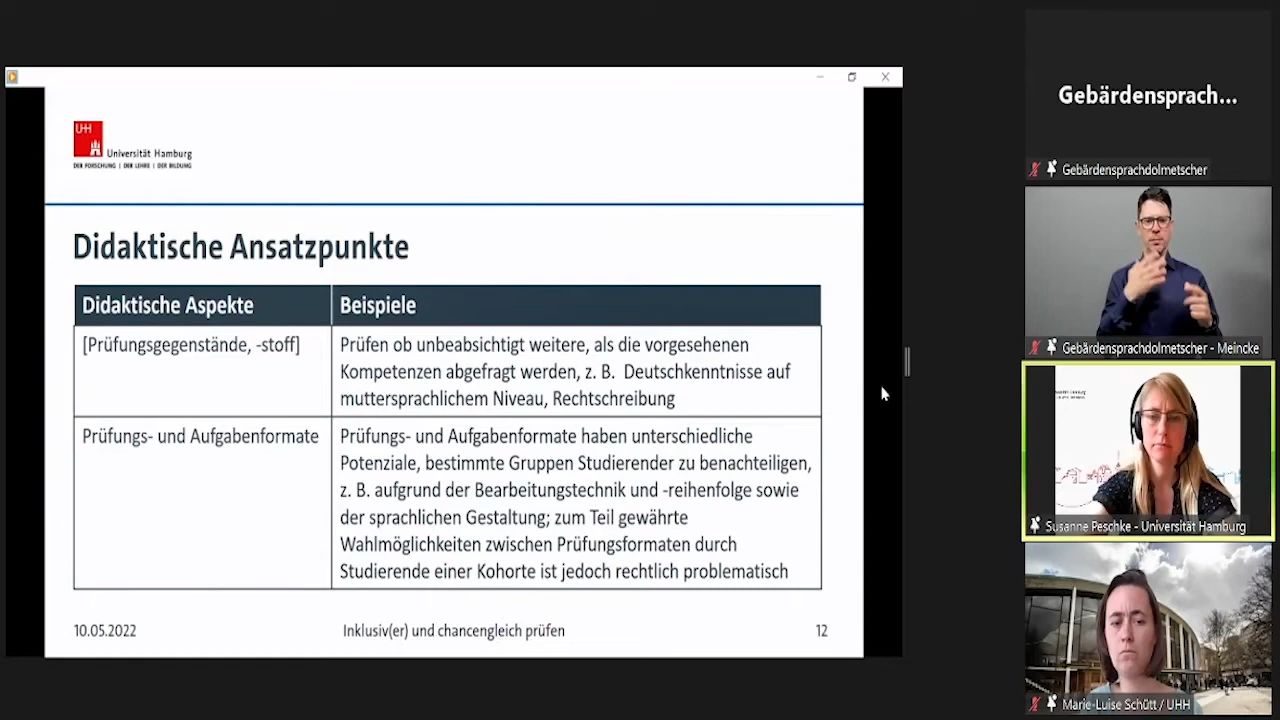 UHH
Universität Hamburg
DER FORSCHUNG | DER LEHRE | DER BILDUNG
Didaktische Ansatzpunkte
Didaktische Aspekte
Beispiele
[Prüfungsgegenstände, -stoff]
Prüfen ob unbeabsichtigt weitere, als die vorgesehenen
Kompetenzen abgefragt werden, z. B. Deutschkenntnisse auf
muttersprachlichem Niveau, Rechtschreibung
Prüfungs- und Aufgabenformate
Prüfungs- und Aufgabenformate haben unterschiedliche
Potenziale, bestimmte Gruppen Studierender zu benachteiligen,
z. B. aufgrund der Bearbeitungstechnik und -reihenfolge sowie
der sprachlichen Gestaltung; zum Teil gewährte
Wahlmöglichkeiten zwischen Prüfungsformaten durch
Studierende einer Kohorte ist jedoch rechtlich problematisch
10.05.2022
Inklusiv(er) und chancengleich prüfen
12
Gebärdensprach...
Gebärdensprachdolmetscher
Gebärdensprachdolmetscher - Meincke
Susanne Peschke - Universität Hamburg
Marie-Luise Schütt / UHH